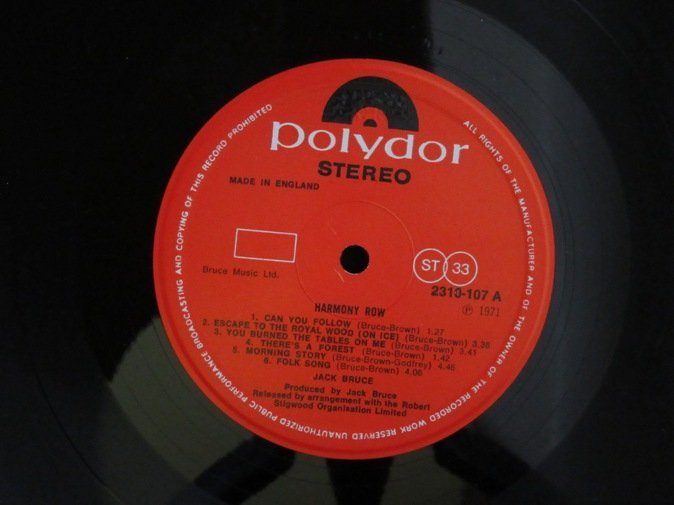 polydor
STEREO
MADE IN ENGLAND
Bruce Music Ltd.
ST 33
2310-107 A
℗ 1971
HARMONY ROW
1. CAN YOU FOLLOW (Bruce-Brown) 1.27
2. ESCAPE TO THE ROYAL WOOD (ON ICE) (Bruce-Brown) 3.38
3. YOU BURNED THE TABLES ON ME (Bruce-Brown) 3.41
4. THERE'S A FOREST (Bruce-Brown) 1.42
5. MORNING STORY (Bruce-Brown-Godfrey) 4.45
6. FOLK SONG (Bruce-Brown) 4.06
JACK BRUCE
Produced by Jack Bruce
Released by arrangement with the Robert
Stigwood Organisation Limited
ALL RIGHTS OF THE MANUFACTURER AND OF THE OWNER OF THE RECORDED WORK RESERVED UNAUTHORIZED PUBLIC PERFORMANCE BROADCASTING AND COPYING OF THIS RECORD PROHIBITED